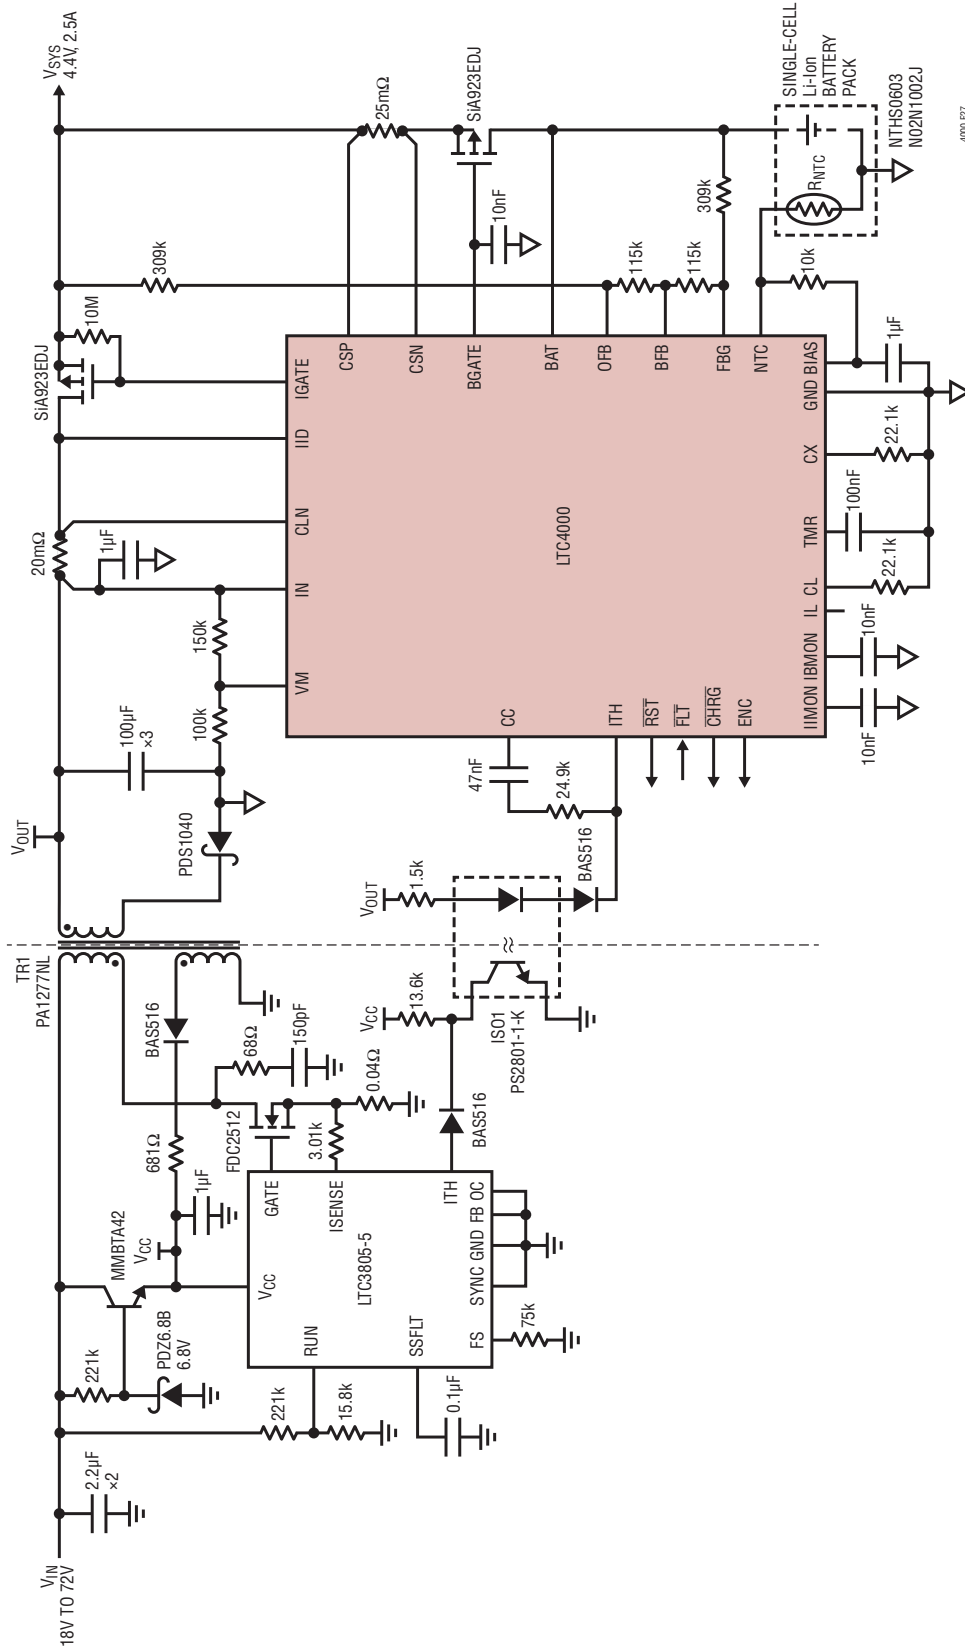 VIN
18V TO 72V
2.2µF
×2
221k
MMBTA42
PDZ6.8B
6.8V
VCC
1µF
681Ω
BAS516
TR1
PA1277NL
221k
15.8k
0.1µF
RUN
SSFLT
VCC
LTC3805-5
GATE
ISENSE
ITH
FS
SYNC
GND
FB
OC
75k
FDC2512
68Ω
150pF
3.01k
0.04Ω
BAS516
VCC
13.6k
ISO1
PS2801-1-K
VOUT
1.5k
BAS516
VOUT
PDS1040
100µF
×3
100k
150k
20mΩ
1µF
SiA923EDJ
10M
309k
VSYS
4.4V, 2.5A
47nF
24.9k
CC
ITH
RST
FLT
CHRG
ENC
VM
IN
CLN
IID
IGATE
LTC4000
CSP
CSN
BGATE
BAT
OFB
BFB
FBG
NTC
IIMON
IBMON
IL
CL
TMR
CX
GND
BIAS
10nF
10nF
22.1k
100nF
22.1k
1µF
25mΩ
SiA923EDJ
10nF
115k
115k
309k
10k
RNTC
SINGLE-CELL
Li-Ion
BATTERY
PACK
NTHS0603
N02N1002J
4000 F27